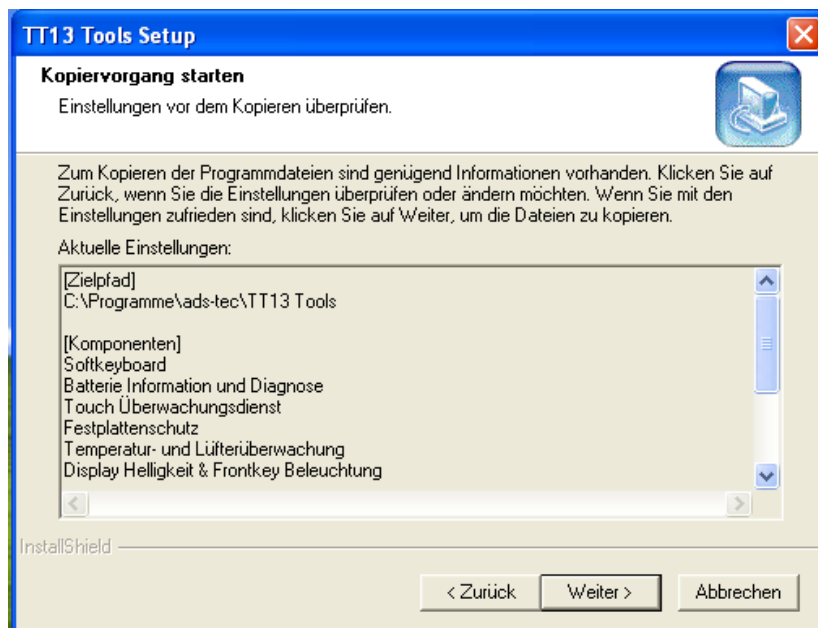 TT13 Tools Setup
Kopiervorgang starten
Einstellungen vor dem Kopieren überprüfen.
Zum Kopieren der Programmdateien sind genügend Informationen vorhanden. Klicken Sie auf
Zurück, wenn Sie die Einstellungen überprüfen oder ändern möchten. Wenn Sie mit den
Einstellungen zufrieden sind, klicken Sie auf Weiter, um die Dateien zu kopieren.
Aktuelle Einstellungen:
[Zielpfad]
C:\Programme\ads-tec\TT13 Tools
[Komponenten]
Softkeyboard
Batterie Information und Diagnose
Touch Überwachungsdienst
Festplattenschutz
Temperatur- und Lüfterüberwachung
Display Helligkeit & Frontkey Beleuchtung
InstallShield
< Zurück Weiter > Abbrechen